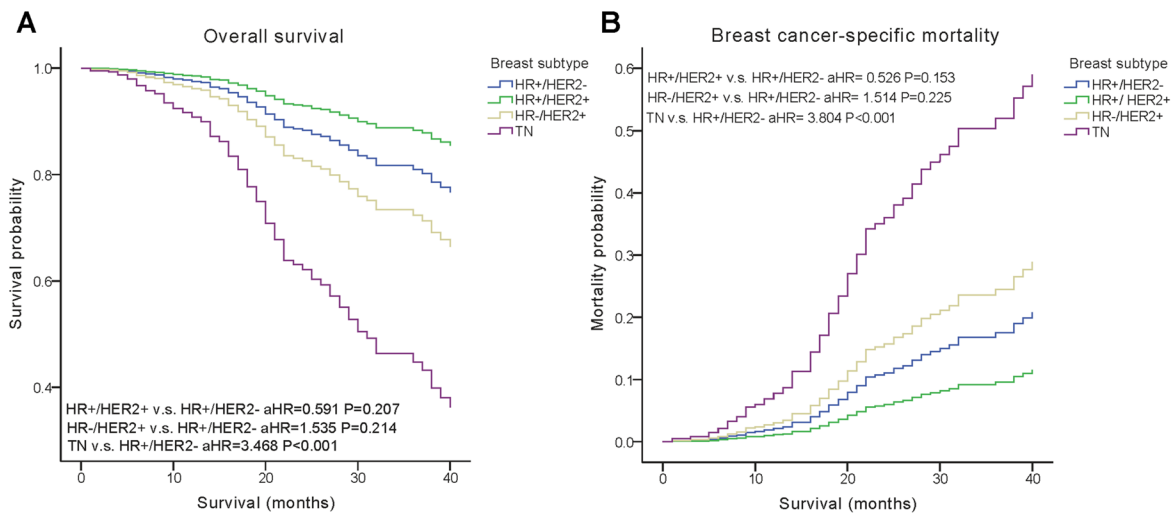 A
Overall survival
Breast subtype
HR+/HER2-
HR+/HER2+
HR-/HER2+
TN
1.0
0.8
0.6
0.4
Survival probability
HR+/HER2+ v.s. HR+/HER2- aHR=0.591 P=0.207
HR-/HER2+ v.s. HR+/HER2- aHR=1.535 P=0.214
TN v.s. HR+/HER2- aHR=3.468 P<0.001
0 10 20 30 40
Survival (months)
B
Breast cancer-specific mortality
HR+/HER2+ v.s. HR+/HER2- aHR= 0.526 P=0.153
HR-/HER2+ v.s. HR+/HER2- aHR= 1.514 P=0.225
TN v.s. HR+/HER2- aHR= 3.804 P<0.001
Breast subtype
HR+/HER2-
HR+/ HER2+
HR-/HER2+
TN
0.6
0.5
0.4
0.3
0.2
0.1
0.0
Mortality probability
0 10 20 30 40
Survival (months)